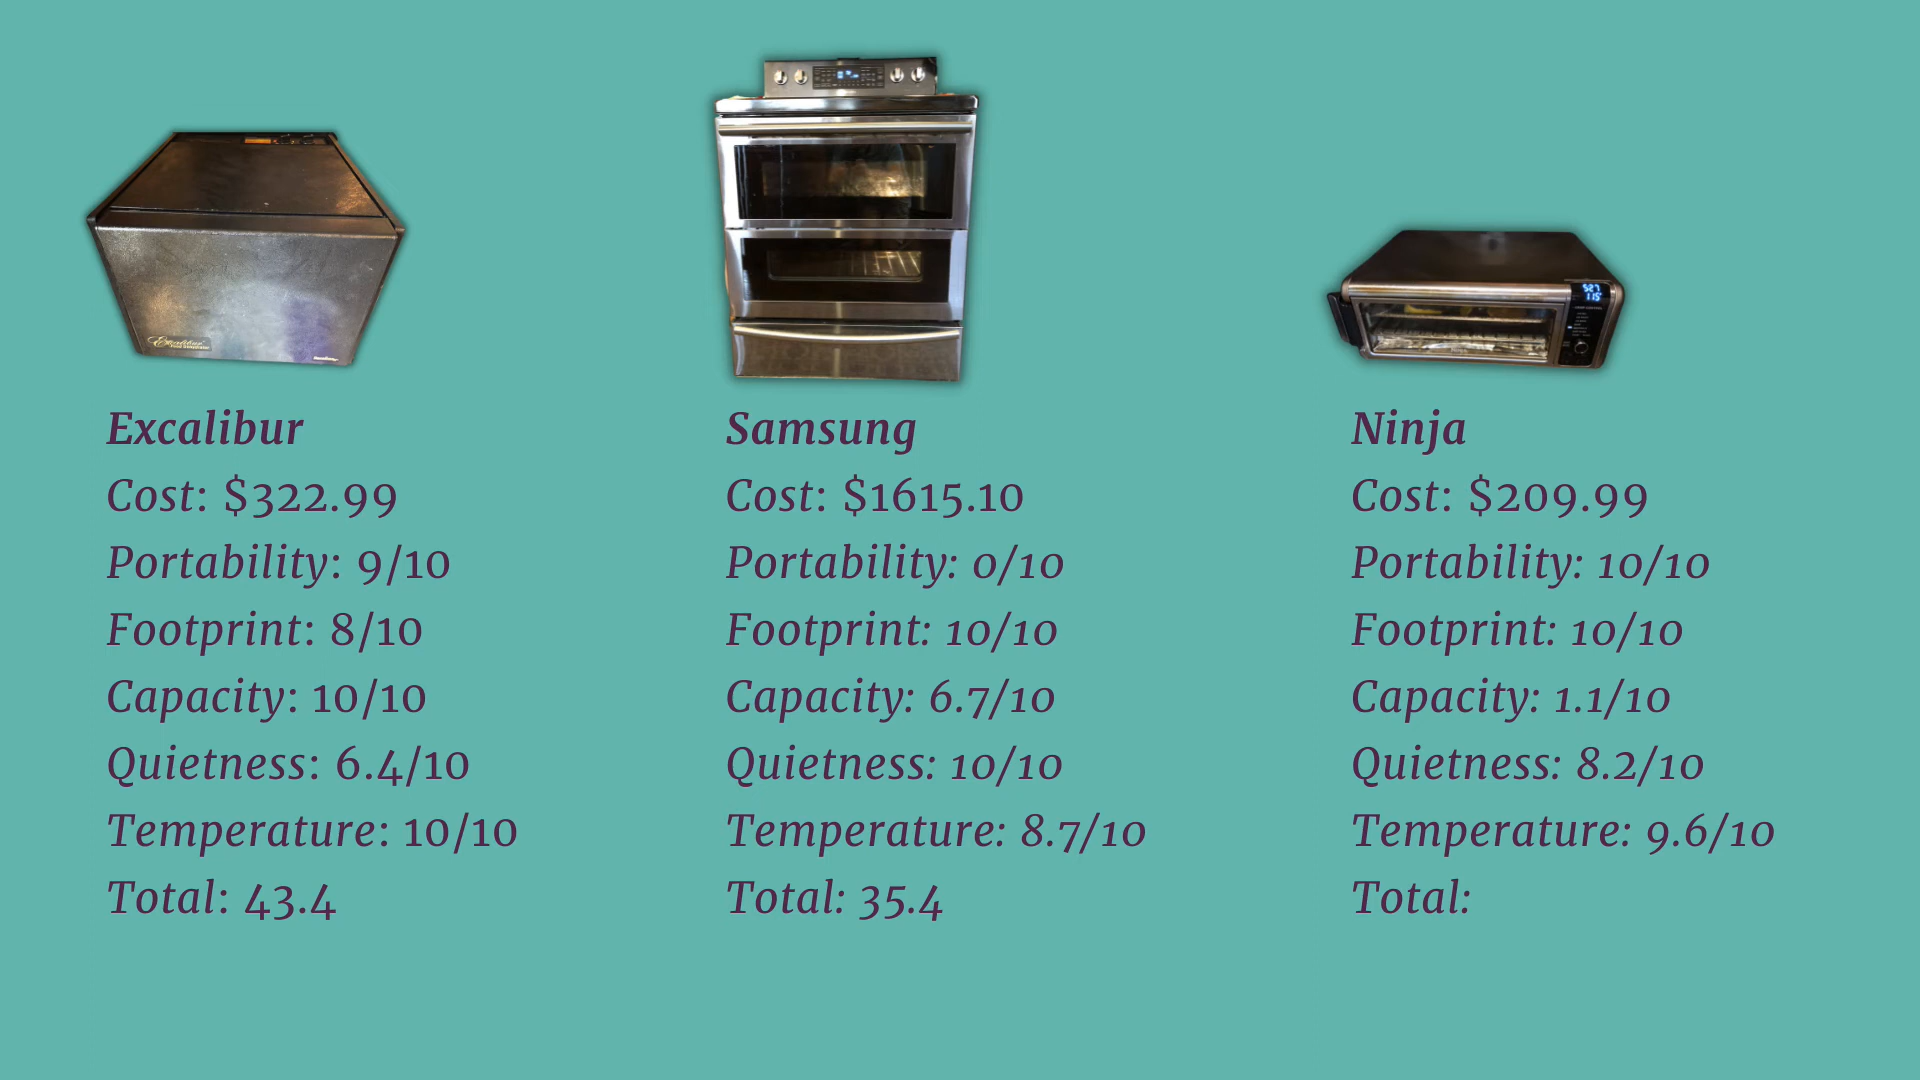 Excalibur
Excalibur
Cost: $322.99
Portability: 9/10
Footprint: 8/10
Capacity: 10/10
Quietness: 6.4/10
Temperature: 10/10
Total: 43.4
Samsung
Cost: $1615.10
Portability: 0/10
Footprint: 10/10
Capacity: 6.7/10
Quietness: 10/10
Temperature: 8.7/10
Total: 35.4
527
115
Ninja
Cost: $209.99
Portability: 10/10
Footprint: 10/10
Capacity: 1.1/10
Quietness: 8.2/10
Temperature: 9.6/10
Total: